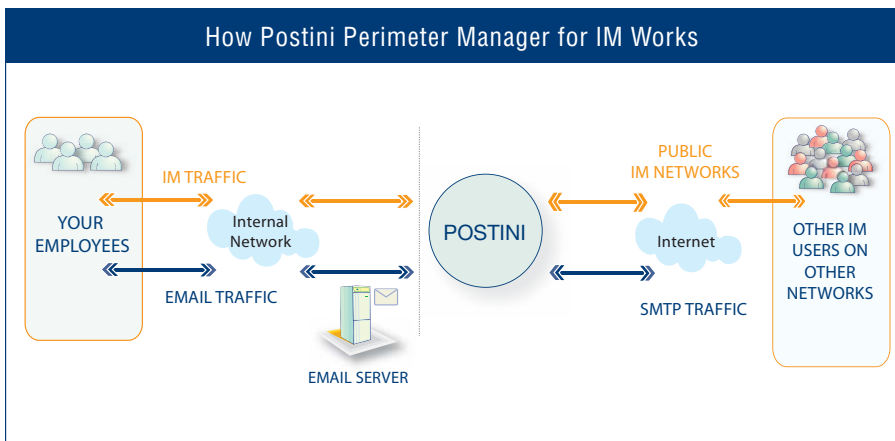 How Postini Perimeter Manager for IM Works
IM TRAFFIC
YOUR
EMPLOYEES
Internal
Network
EMAIL TRAFFIC
EMAIL SERVER
POSTINI
PUBLIC
IM NETWORKS
Internet
SMTP TRAFFIC
OTHER IM
USERS ON
OTHER
NETWORKS